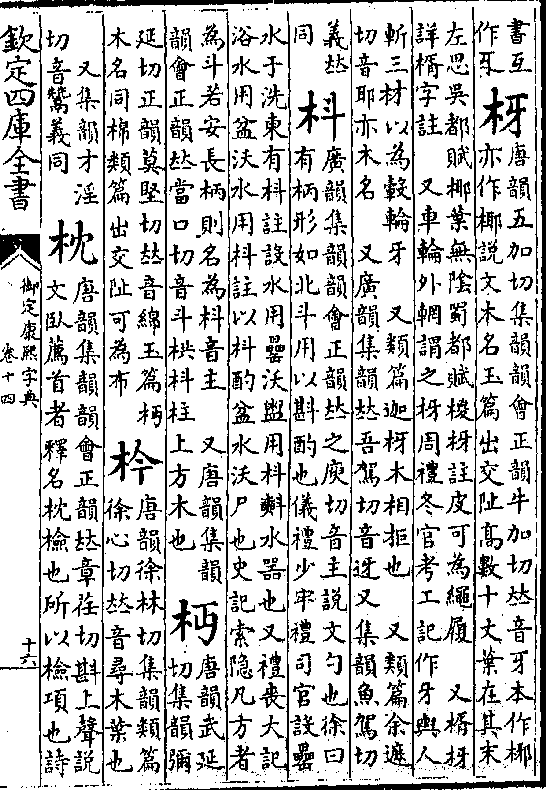 書互
作𤘈
枒
唐韻五加切集韻韻會正韻牛加切𠀤音牙本作梛
亦作椰說文木名玉篇出交阯高數十丈葉在其末
左思吳都賦椰葉無陰蜀都賦椶枒註皮可為繩履 又楈枒
詳楈字註 又車輪外輞謂之枒周禮冬官考工記作牙輿人
斬三材以為轂輪牙 又類篇迦枒木相拒也 又類篇余遮
切音耶亦木名 又廣韻集韻𠀤吾駕切音迓又集韻魚駕切
義𠀤
同
枓
廣韻集韻韻會正韻𠀤之庾切音主說文勺也徐曰
有柄形如北斗用以斟酌也儀禮少牢禮司宮設罍
水于洗東有枓註設水用罍沃盥用枓𣂏水器也又禮喪大記
浴水用盆沃水用枓註以枓酌盆水沃尸也史記索隱凡方者
為斗若安長柄則名為枓音主 又唐韻集韻
韻會正韻𠀤當口切音斗栱枓柱上方木也
枬
唐韻武延
切集韻彌
延切正韻莫堅切𠀤音綿玉篇杤
木名同棉類篇出交阯可為布
枔
唐韻徐林切集韻類篇
徐心切𠀤音尋木葉也
又集韻才淫
切音鷟義同
枕
唐韻集韻韻會正韻𠀤章荏切斟上聲說
文臥薦首者釋名枕檢也所以檢項也詩
欽定四庫全書
御定康熙字典
卷十四
十六